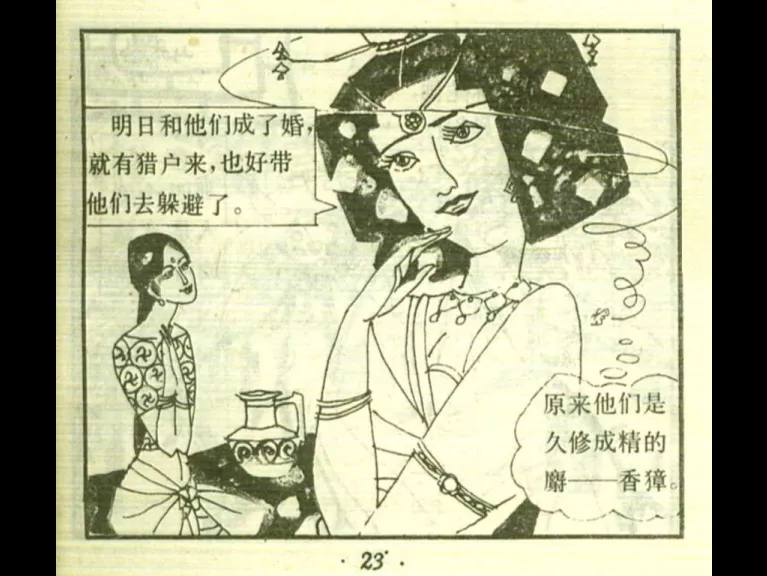 明日和他们成了婚，
就有猎户来，也好带
他们去躲避了。
原来他们是
久修成精的
麝——香獐。
· 23 ·